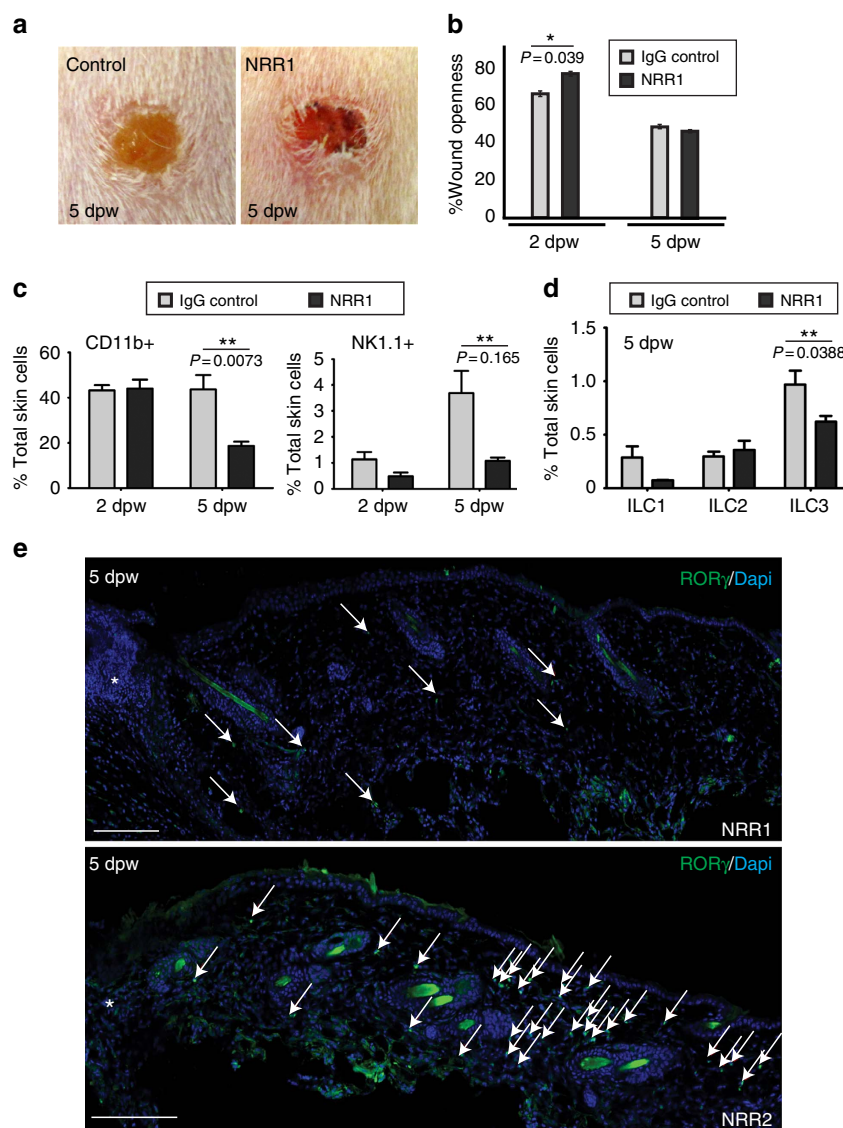 a
Control
5 dpw
NRR1
5 dpw
b
%Wound openness
80
60
40
20
0
*
P=0.039
IgG control
NRR1
2 dpw
5 dpw
c
IgG control
NRR1
% Total skin cells
60
40
20
0
CD11b+
**
P=0.0073
2 dpw
5 dpw
% Total skin cells
5
4
3
2
1
0
NK1.1+
**
P=0.165
2 dpw
5 dpw
d
IgG control
NRR1
% Total skin cells
1.5
1.0
0.5
0
5 dpw
**
P=0.0388
ILC1
ILC2
ILC3
e
5 dpw
RORγ/Dapi
*
NRR1
5 dpw
RORγ/Dapi
*
NRR2